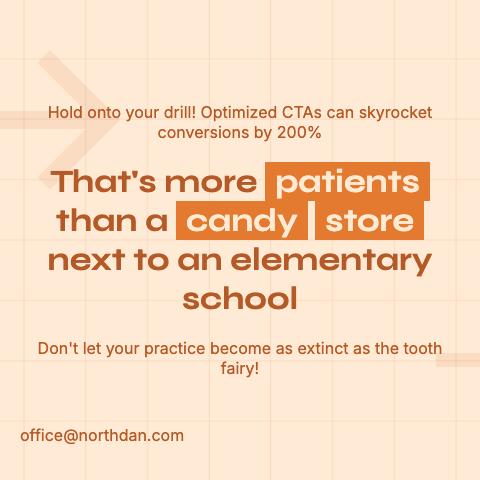 Hold onto your drill! Optimized CTAs can skyrocket
conversions by 200%
That's more patients
than a candy store
next to an elementary
school
Don't let your practice become as extinct as the tooth
fairy!
office@northdan.com